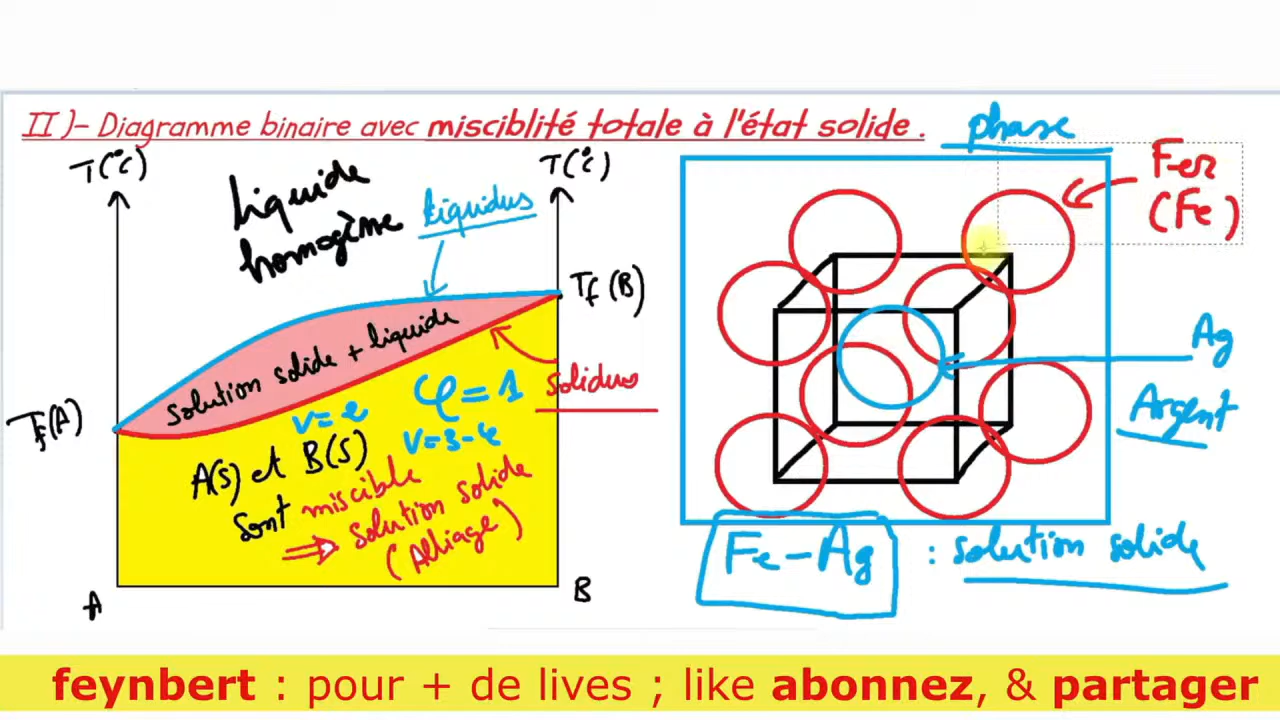 II )- Diagramme binaire avec misciblité totale à l'état solide .
T(°C)
T(°C)
Liquide
homogène
Liquidus
Tf(B)
solution solide + liquide
Solidus
Tf(A)
φ=1
V=2
V=3-φ
A(S) et B(S)
sont miscible
⇒ solution solide
(Alliage)
A
B
phase
Fer
(Fe)
Ag
Argent
Fe-Ag : solution solide
feynbert : pour + de lives ; like abonnez, & partager